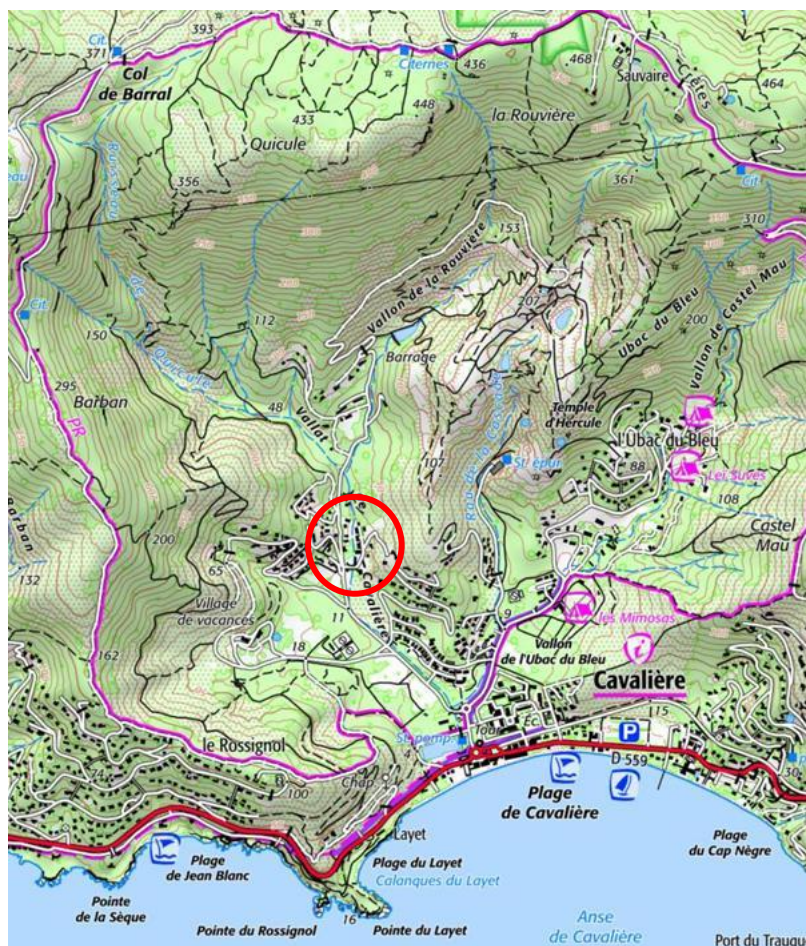 393
Cit.
371
Col
de Barral
Citernes
436
468
Sauvaire
Crêtes
464
433
448
Quicule
la Rouvière
356
361
Cit.
310
153
Vallon de la Rouvière
207
Ubac du Bleu
200
Vallon de Castel Mau
Cit.
150
112
Barrage
295
Barban
PR
48
Vallat
Temple
d'Hercule
l'Ubac du Bleu
107
St. épur.
88
Lei Suves
108
Castel
Mau
Barban
200
132
65
Village
de vacances
Cavalière
11
18
9
les Mimosas
Vallon
de l'Ubac du Bleu
162
Cavalière
le Rossignol
St. pomp.
Éc.
15
P
D 559
74
Chap.
100
Layet
Plage
de Cavalière
Plage
de Jean Blanc
Plage du Layet
Calanques du Layet
Plage
du Cap Nègre
Pointe
de la Sèque
Pointe du Rossignol
16
Pointe du Layet
Anse
de Cavalière